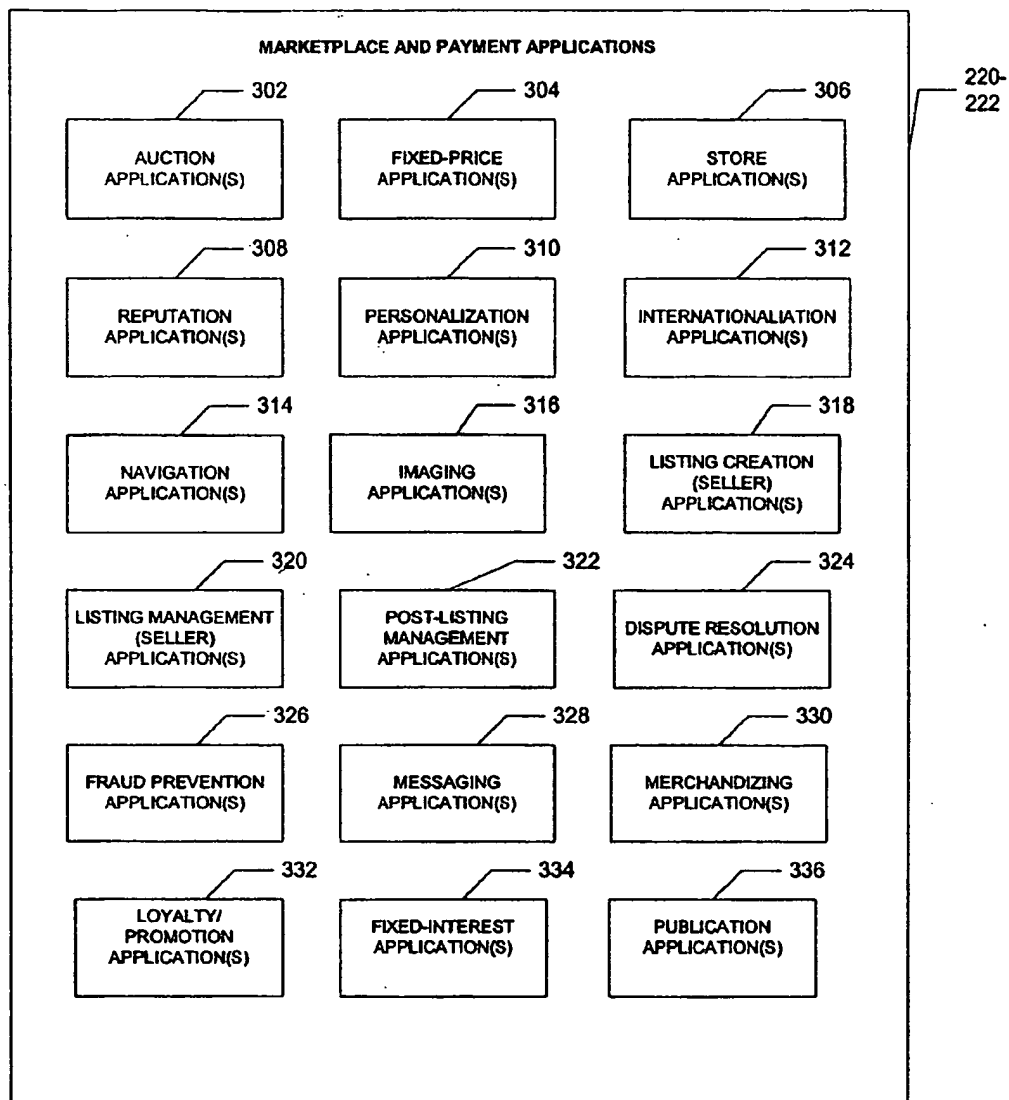 MARKETPLACE AND PAYMENT APPLICATIONS
220-
222
302
304
306
AUCTION
APPLICATION(S)
FIXED-PRICE
APPLICATION(S)
STORE
APPLICATION(S)
308
310
312
REPUTATION
APPLICATION(S)
PERSONALIZATION
APPLICATION(S)
INTERNATIONALIATION
APPLICATION(S)
314
316
318
NAVIGATION
APPLICATION(S)
IMAGING
APPLICATION(S)
LISTING CREATION
(SELLER)
APPLICATION(S)
320
322
324
LISTING MANAGEMENT
(SELLER)
APPLICATION(S)
POST-LISTING
MANAGEMENT
APPLICATION(S)
DISPUTE RESOLUTION
APPLICATION(S)
326
328
330
FRAUD PREVENTION
APPLICATION(S)
MESSAGING
APPLICATION(S)
MERCHANDIZING
APPLICATION(S)
332
334
336
LOYALTY/
PROMOTION
APPLICATION(S)
FIXED-INTEREST
APPLICATION(S)
PUBLICATION
APPLICATION(S)